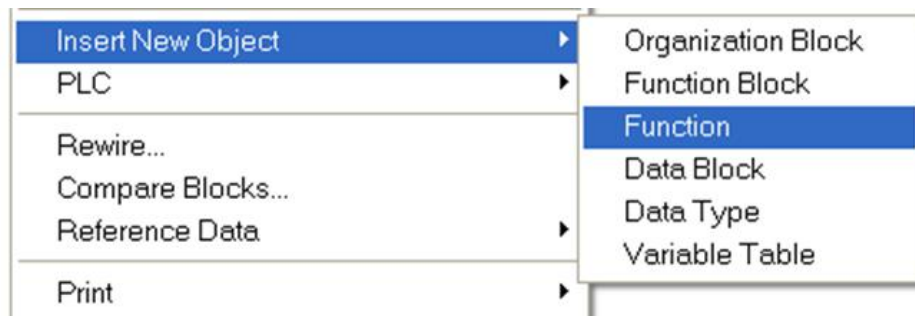 Insert New Object
PLC
Rewire...
Compare Blocks...
Reference Data
Print
Organization Block
Function Block
Function
Data Block
Data Type
Variable Table